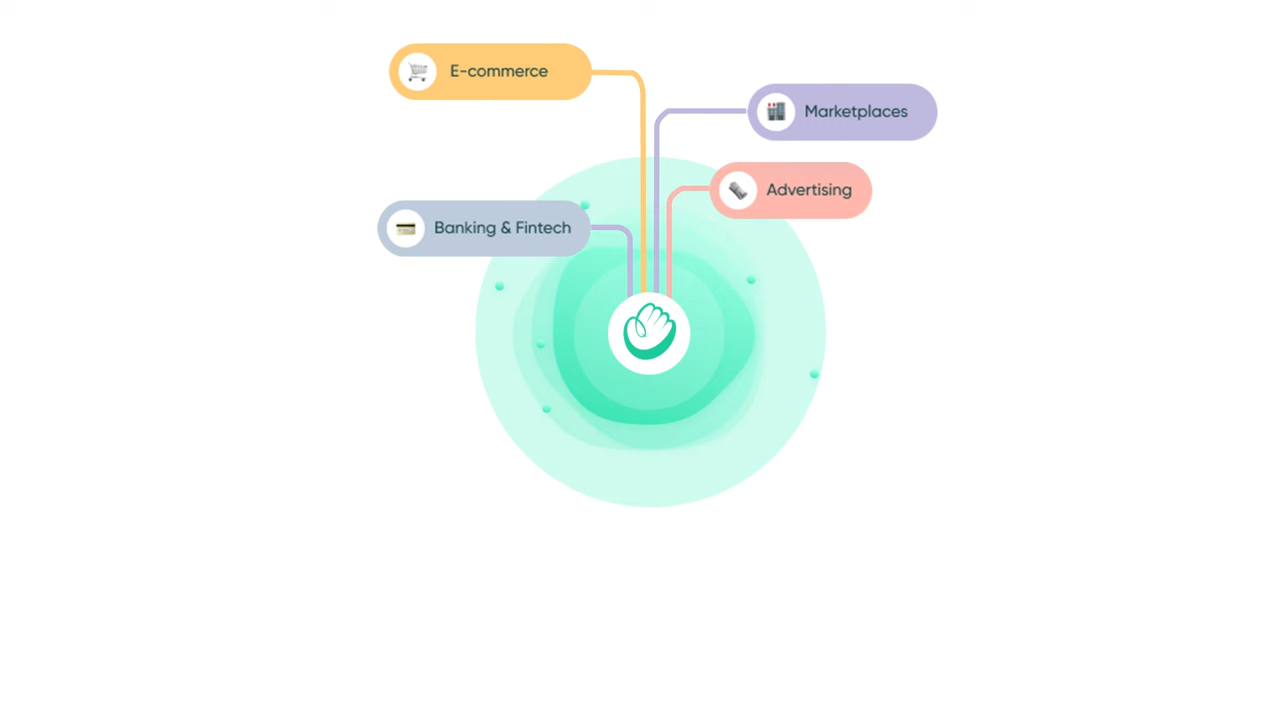 E-commerce
Marketplaces
Advertising
Banking & Fintech